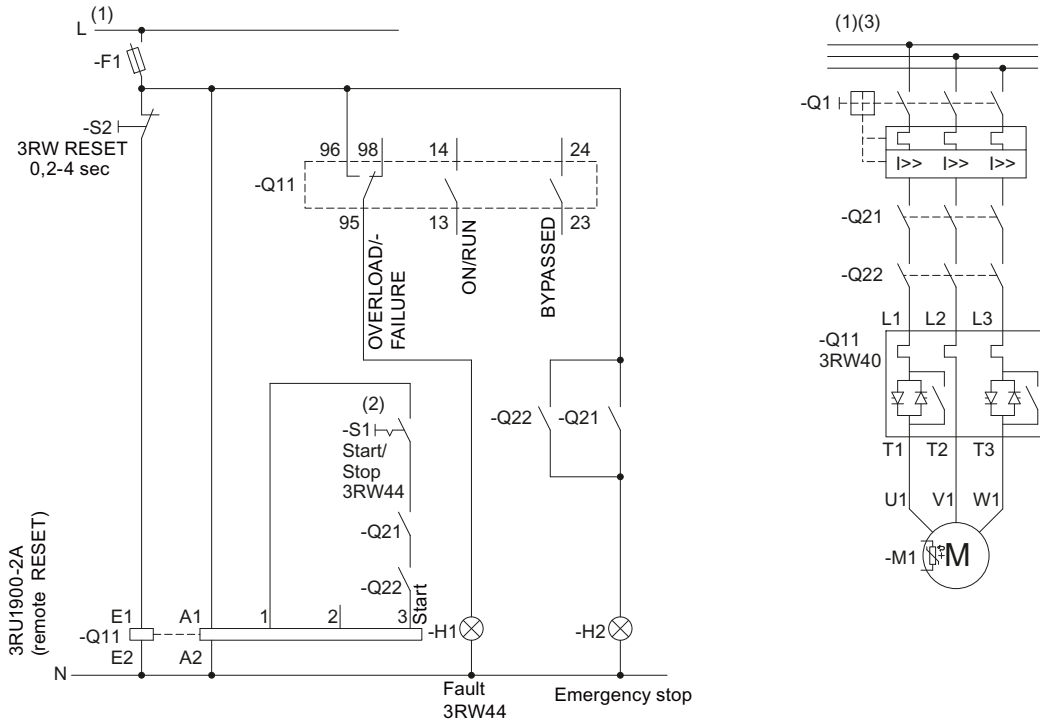 (1)
L
-F1
-S2
3RW RESET
0,2-4 sec
96 98 14 24
-Q11
95 13 23
OVERLOAD/-
FAILURE
ON/RUN
BYPASSED
(2)
-S1
Start/
Stop
3RW44
-Q22 -Q21
-Q21
-Q22
Start
3RU1900-2A
(remote RESET)
E1 A1 1 2 3
-Q11 -H1 -H2
E2 A2
N
Fault
3RW44
Emergency stop
(1)(3)
-Q1
I>> I>> I>>
-Q21
-Q22
L1 L2 L3
-Q11
3RW40
T1 T2 T3
U1 V1 W1
-M1 M
+t